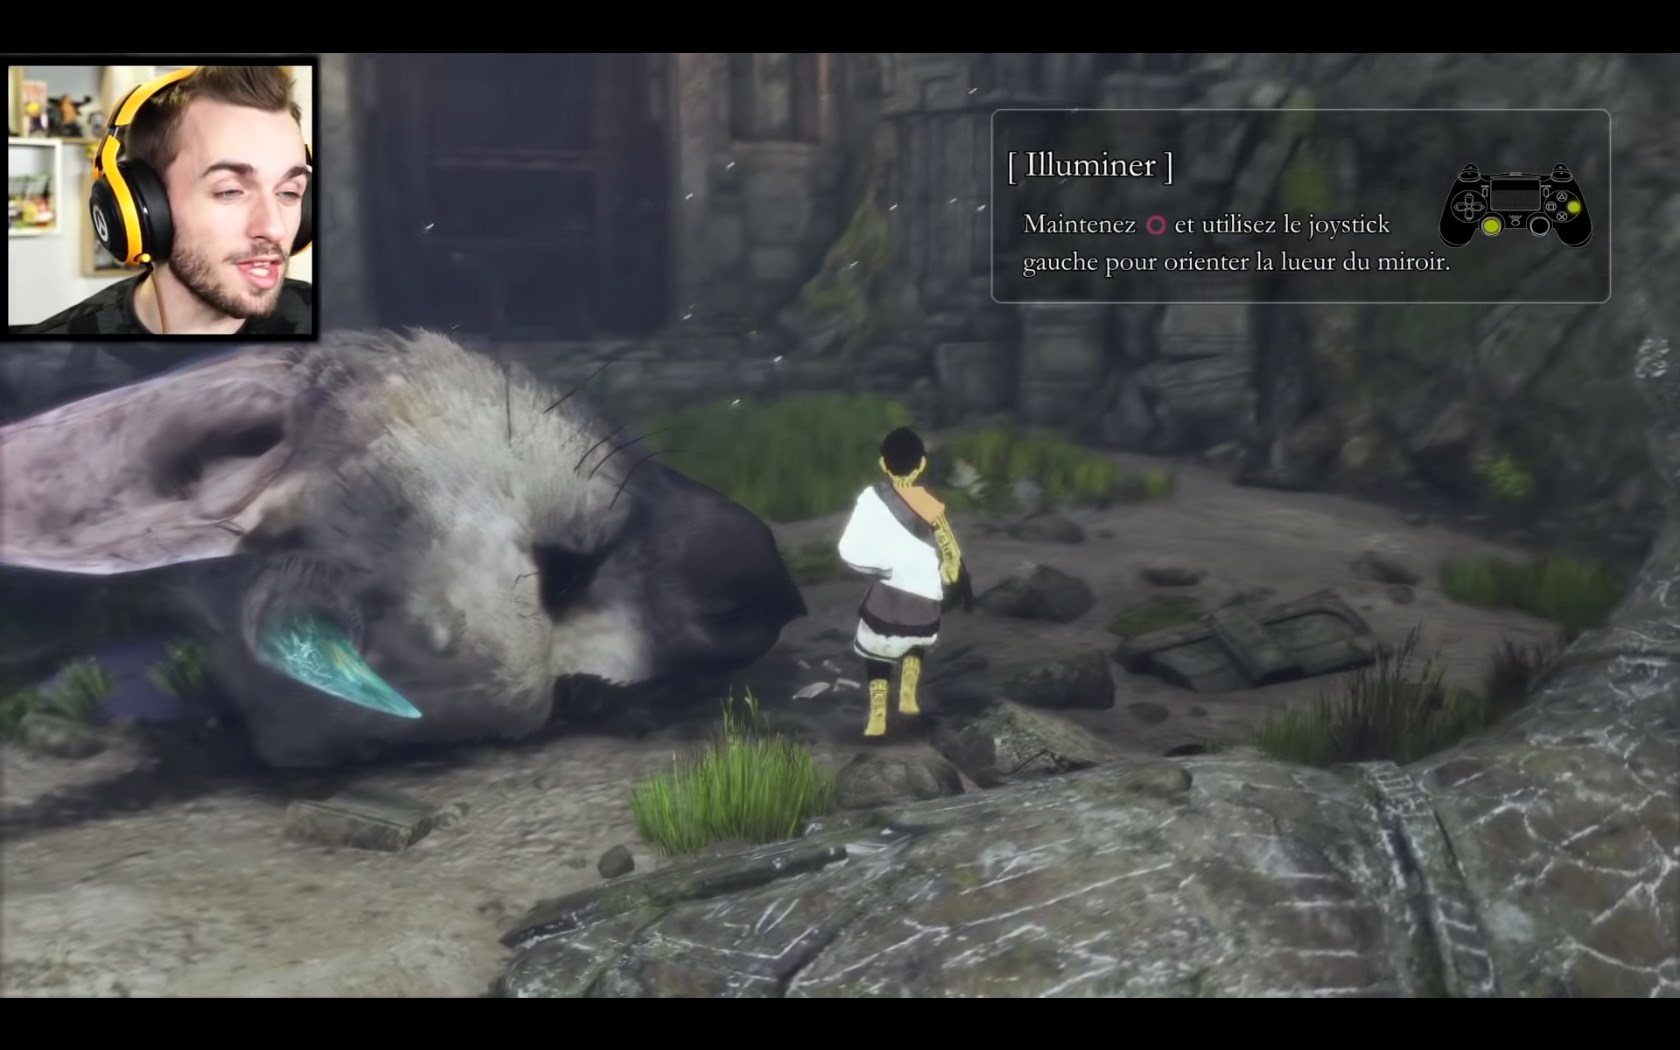 [ Illuminer ]
Maintenez ○ et utilisez le joystick
gauche pour orienter la lueur du miroir.